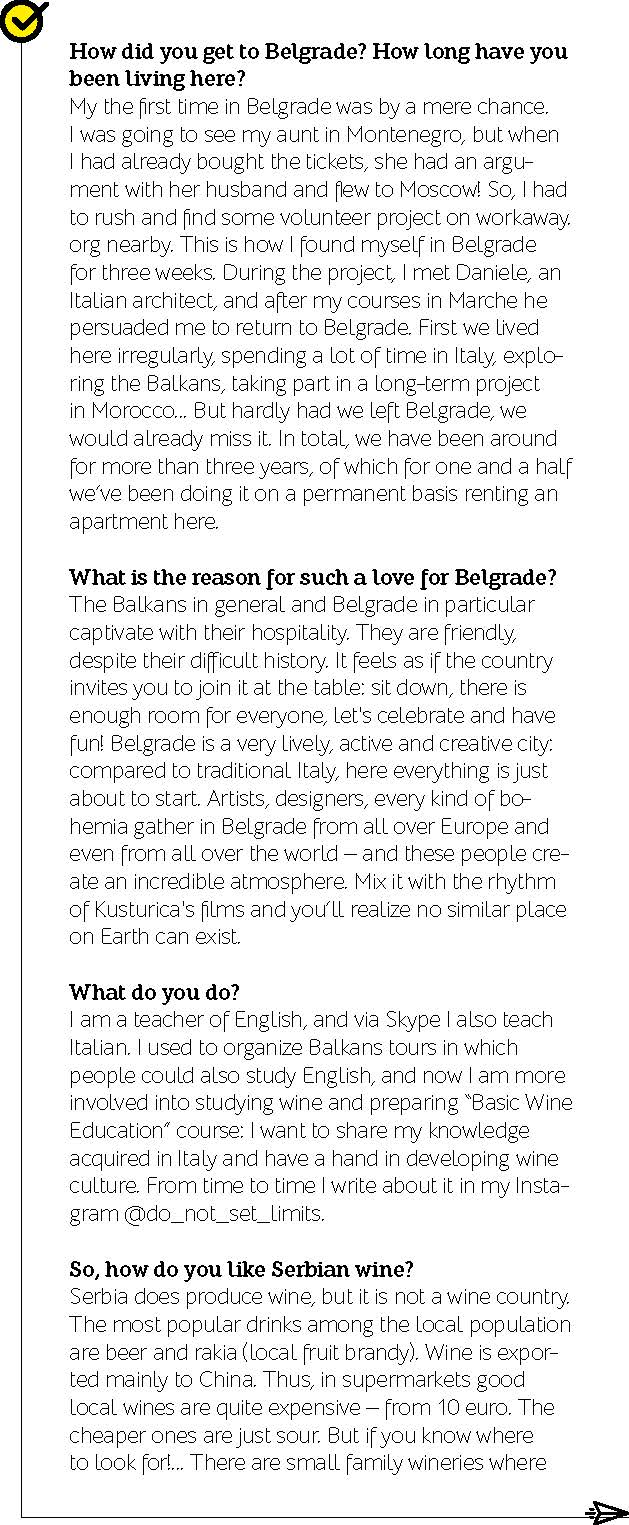 How did you get to Belgrade? How long have you
been living here?
My the first time in Belgrade was by a mere chance.
I was going to see my aunt in Montenegro, but when
I had already bought the tickets, she had an argu-
ment with her husband and flew to Moscow! So, I had
to rush and find some volunteer project on workaway.
org nearby. This is how I found myself in Belgrade
for three weeks. During the project, I met Daniele, an
Italian architect, and after my courses in Marche he
persuaded me to return to Belgrade. First we lived
here irregularly, spending a lot of time in Italy, explo-
ring the Balkans, taking part in a long-term project
in Morocco... But hardly had we left Belgrade, we
would already miss it. In total, we have been around
for more than three years, of which for one and a half
we’ve been doing it on a permanent basis renting an
apartment here.
What is the reason for such a love for Belgrade?
The Balkans in general and Belgrade in particular
captivate with their hospitality. They are friendly,
despite their difficult history. It feels as if the country
invites you to join it at the table: sit down, there is
enough room for everyone, let's celebrate and have
fun! Belgrade is a very lively, active and creative city:
compared to traditional Italy, here everything is just
about to start. Artists, designers, every kind of bo-
hemia gather in Belgrade from all over Europe and
even from all over the world – and these people cre-
ate an incredible atmosphere. Mix it with the rhythm
of Kusturica's films and you’ll realize no similar place
on Earth can exist.
What do you do?
I am a teacher of English, and via Skype I also teach
Italian. I used to organize Balkans tours in which
people could also study English, and now I am more
involved into studying wine and preparing “Basic Wine
Education” course: I want to share my knowledge
acquired in Italy and have a hand in developing wine
culture. From time to time I write about it in my Insta-
gram @do_not_set_limits.
So, how do you like Serbian wine?
Serbia does produce wine, but it is not a wine country.
The most popular drinks among the local population
are beer and rakia (local fruit brandy). Wine is expor-
ted mainly to China. Thus, in supermarkets good
local wines are quite expensive – from 10 euro. The
cheaper ones are just sour. But if you know where
to look for!... There are small family wineries where